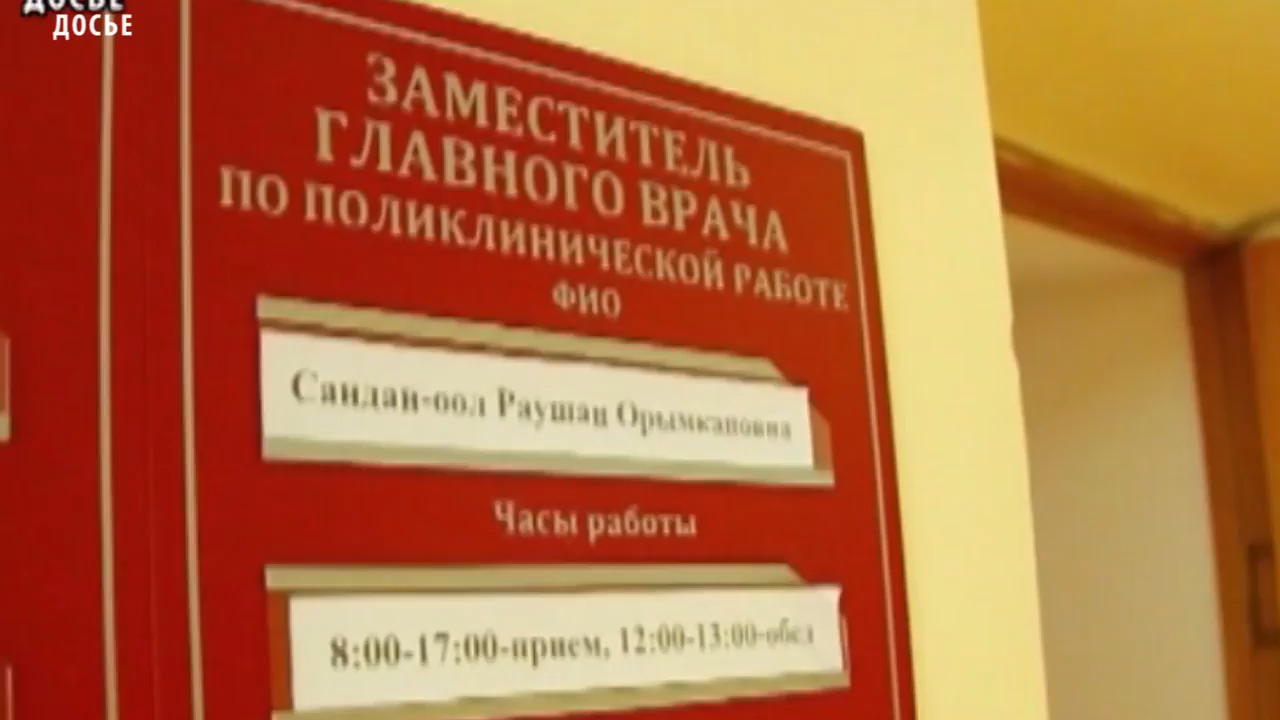 ДОСЬЕ
ДОСЬЕ
ЗАМЕСТИТЕЛЬ
ГЛАВНОГО ВРАЧА
ПО ПОЛИКЛИНИЧЕСКОЙ РАБОТЕ
ФИО
Сандан-оол Раушан Орымкановна
Часы работы
8:00-17:00-прием, 12:00-13:00-обед